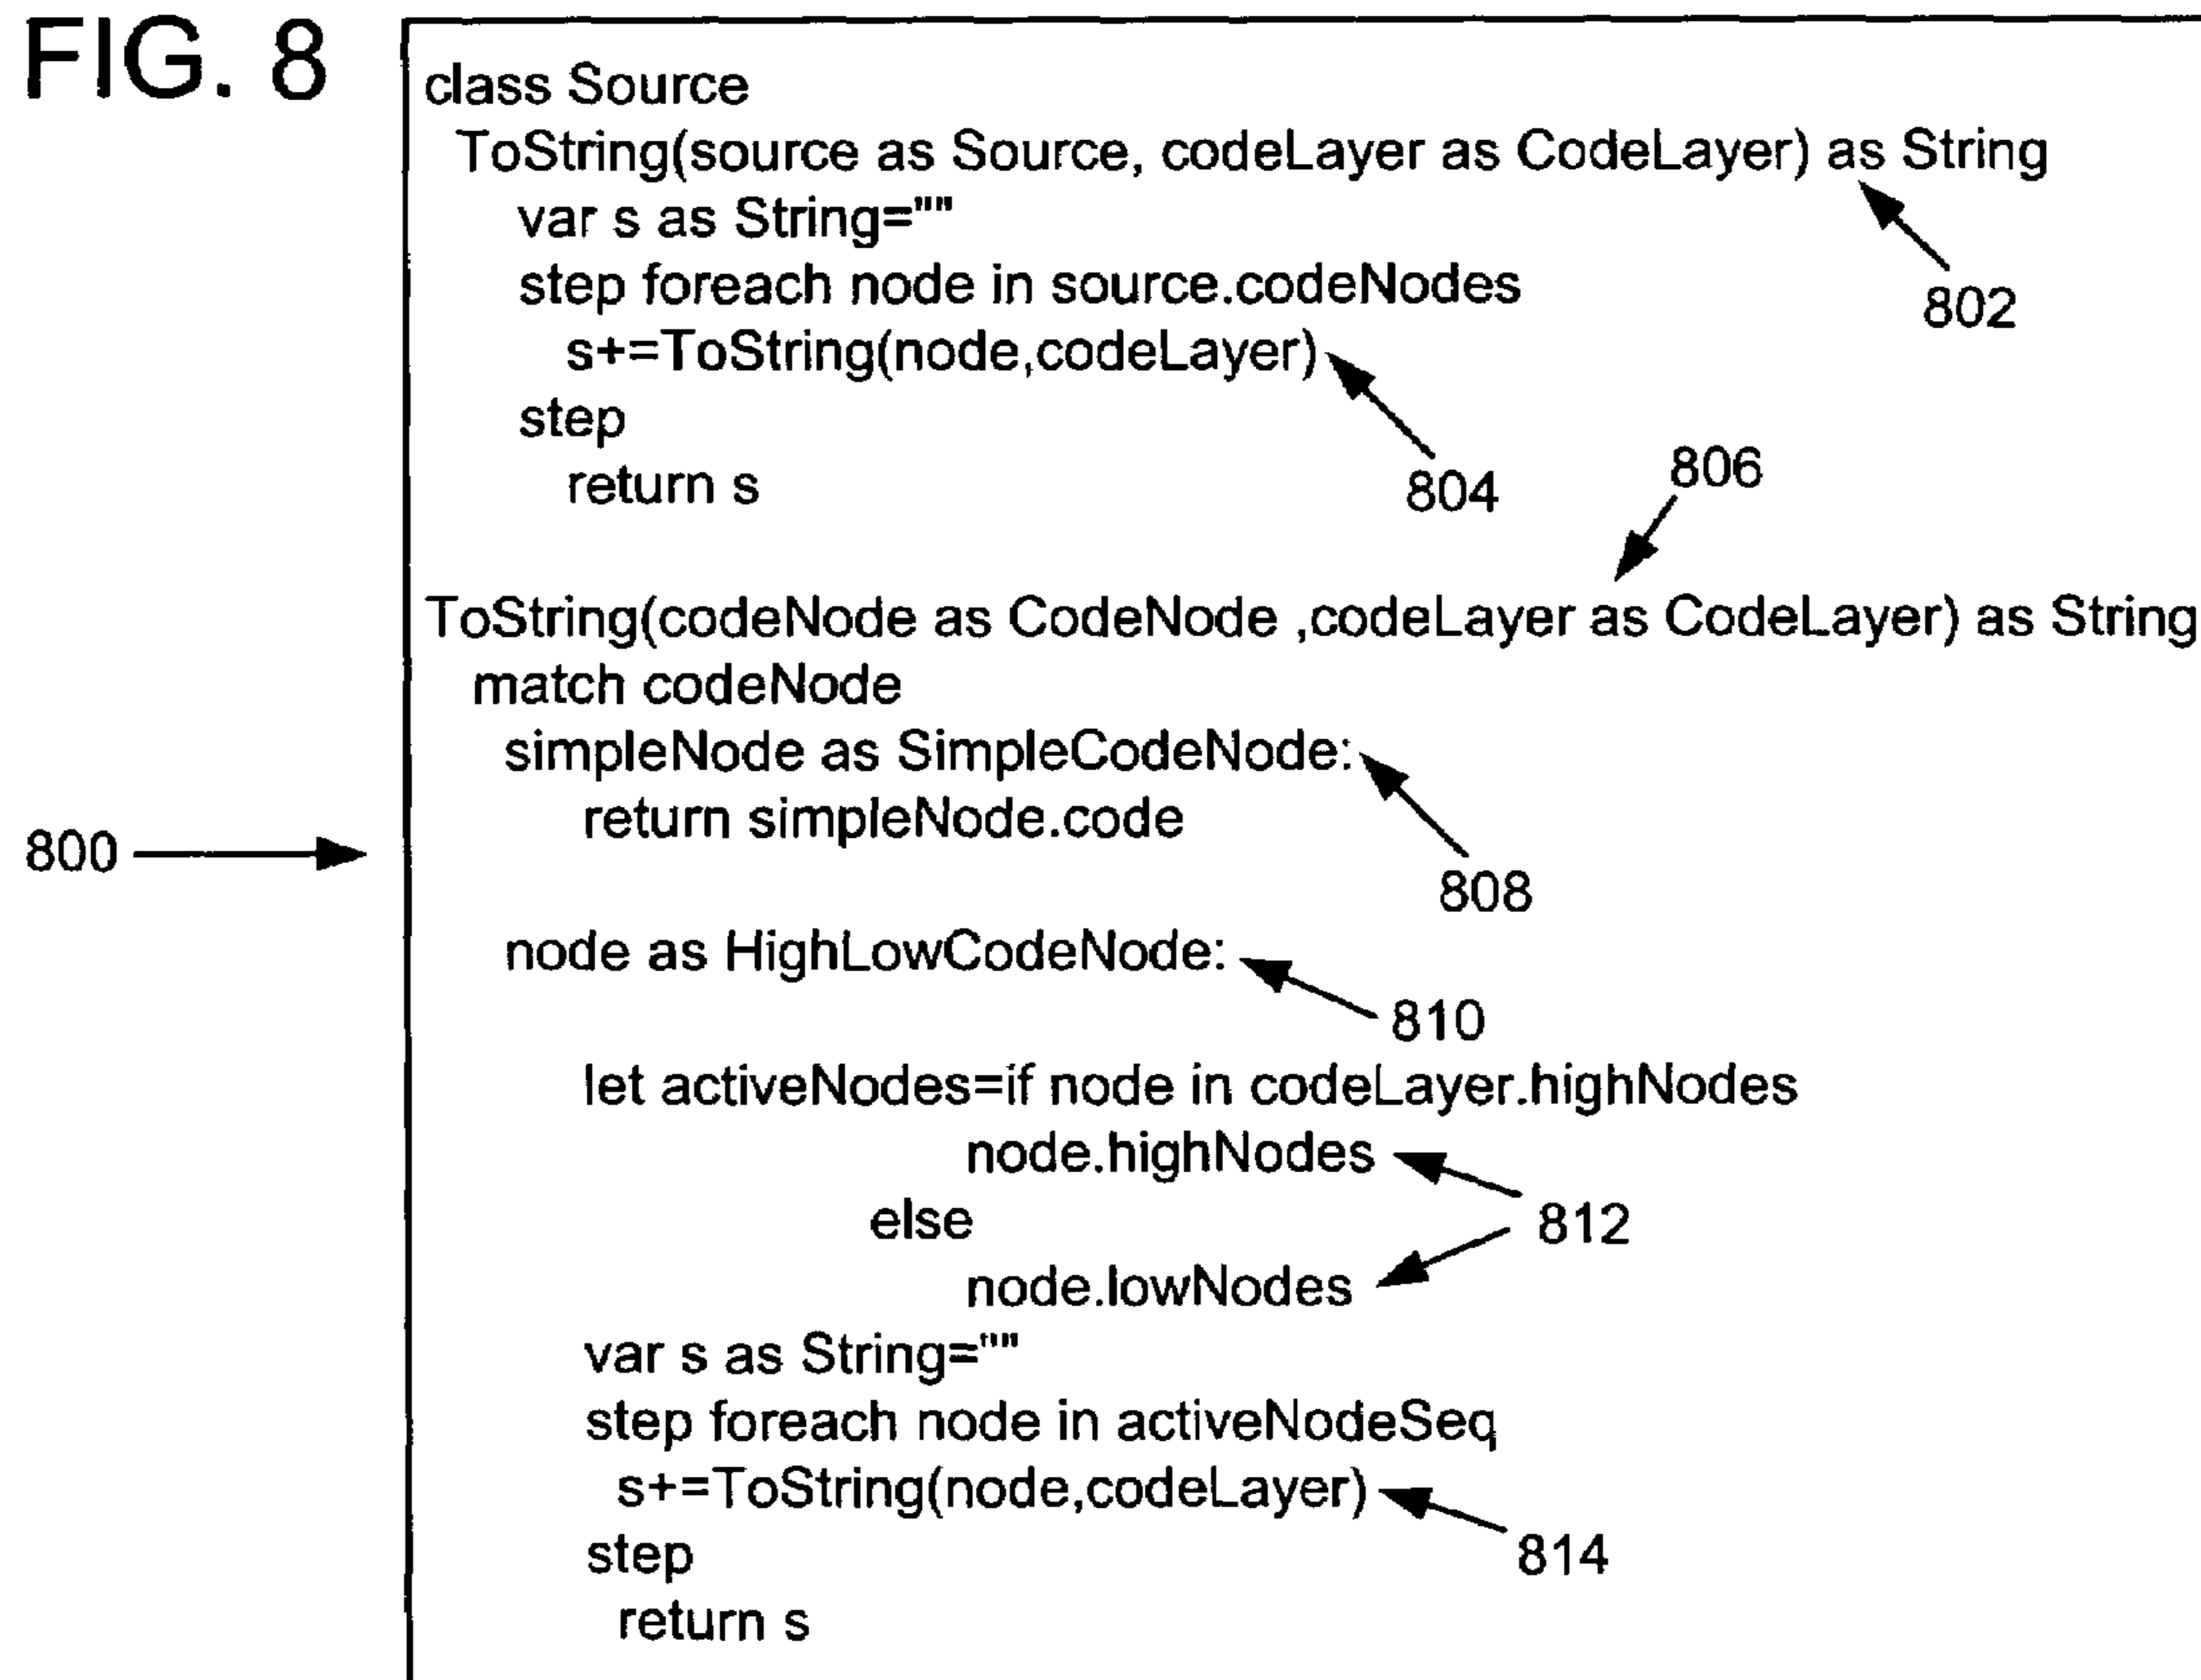 FIG. 8
class Source
ToString(source as Source, codeLayer as CodeLayer) as String
var s as String=""
step foreach node in source.codeNodes
802
s+=ToString(node,codeLayer)
step
806
return s
804
ToString(codeNode as CodeNode ,codeLayer as CodeLayer) as String
match codeNode
simpleNode as SimpleCodeNode:
return simpleNode.code
800
808
node as HighLowCodeNode:
810
let activeNodes=if node in codeLayer.highNodes
node.highNodes
else
812
node.lowNodes
var s as String=""
step foreach node in activeNodeSeq
s+=ToString(node,codeLayer)
step
814
return s